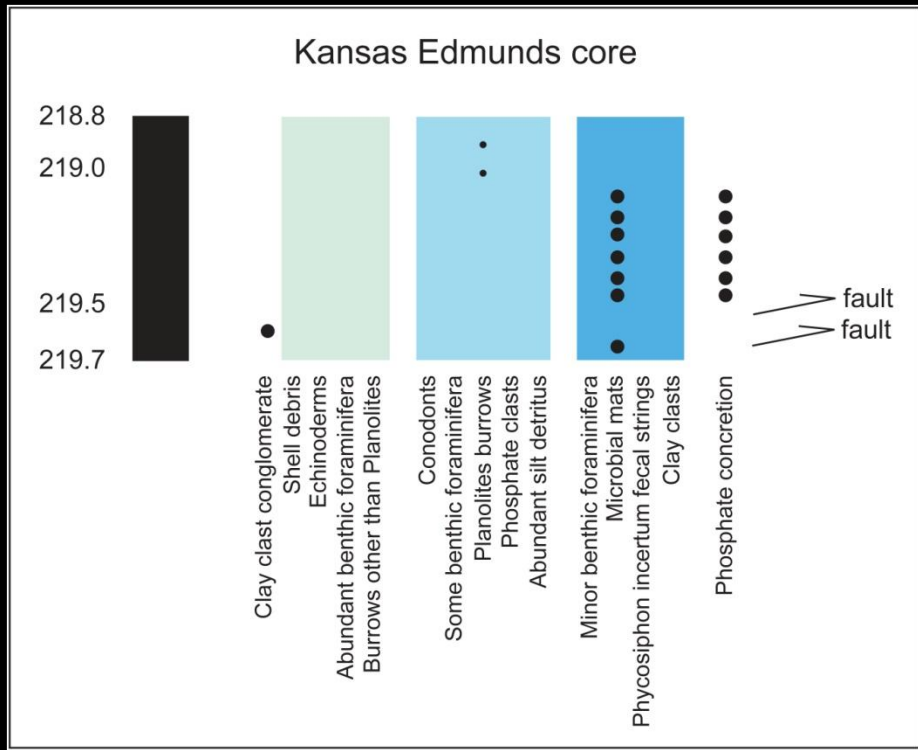 Kansas Edmunds core
218.8
219.0
219.5
219.7
fault
fault
Clay clast conglomerate
Shell debris
Echinoderms
Abundant benthic foraminifera
Burrows other than Planolites
Conodonts
Some benthic foraminifera
Planolites burrows
Phosphate clasts
Abundant silt detritus
Minor benthic foraminifera
Microbial mats
Phycosiphon incertum fecal strings
Clay clasts
Phosphate concretion